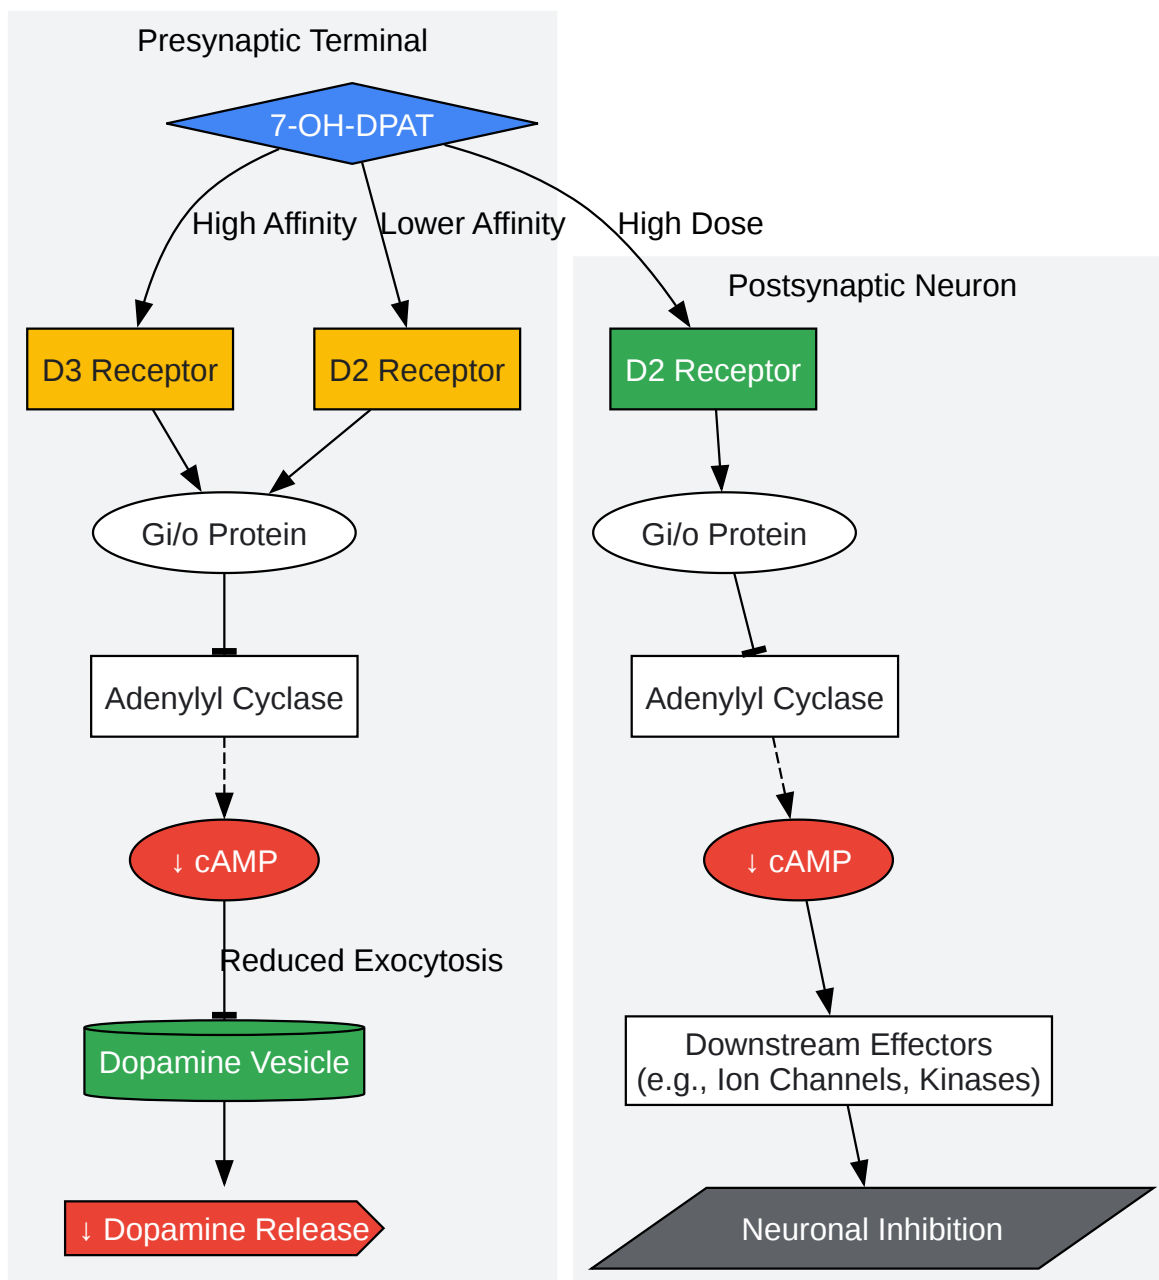 Presynaptic Terminal
7-OH-DPAT
High Affinity
Lower Affinity
High Dose
Postsynaptic Neuron
D3 Receptor
D2 Receptor
D2 Receptor
Gi/o Protein
Gi/o Protein
Adenylyl Cyclase
Adenylyl Cyclase
↓ cAMP
↓ cAMP
Reduced Exocytosis
Dopamine Vesicle
Downstream Effectors
(e.g., Ion Channels, Kinases)
↓ Dopamine Release
Neuronal Inhibition